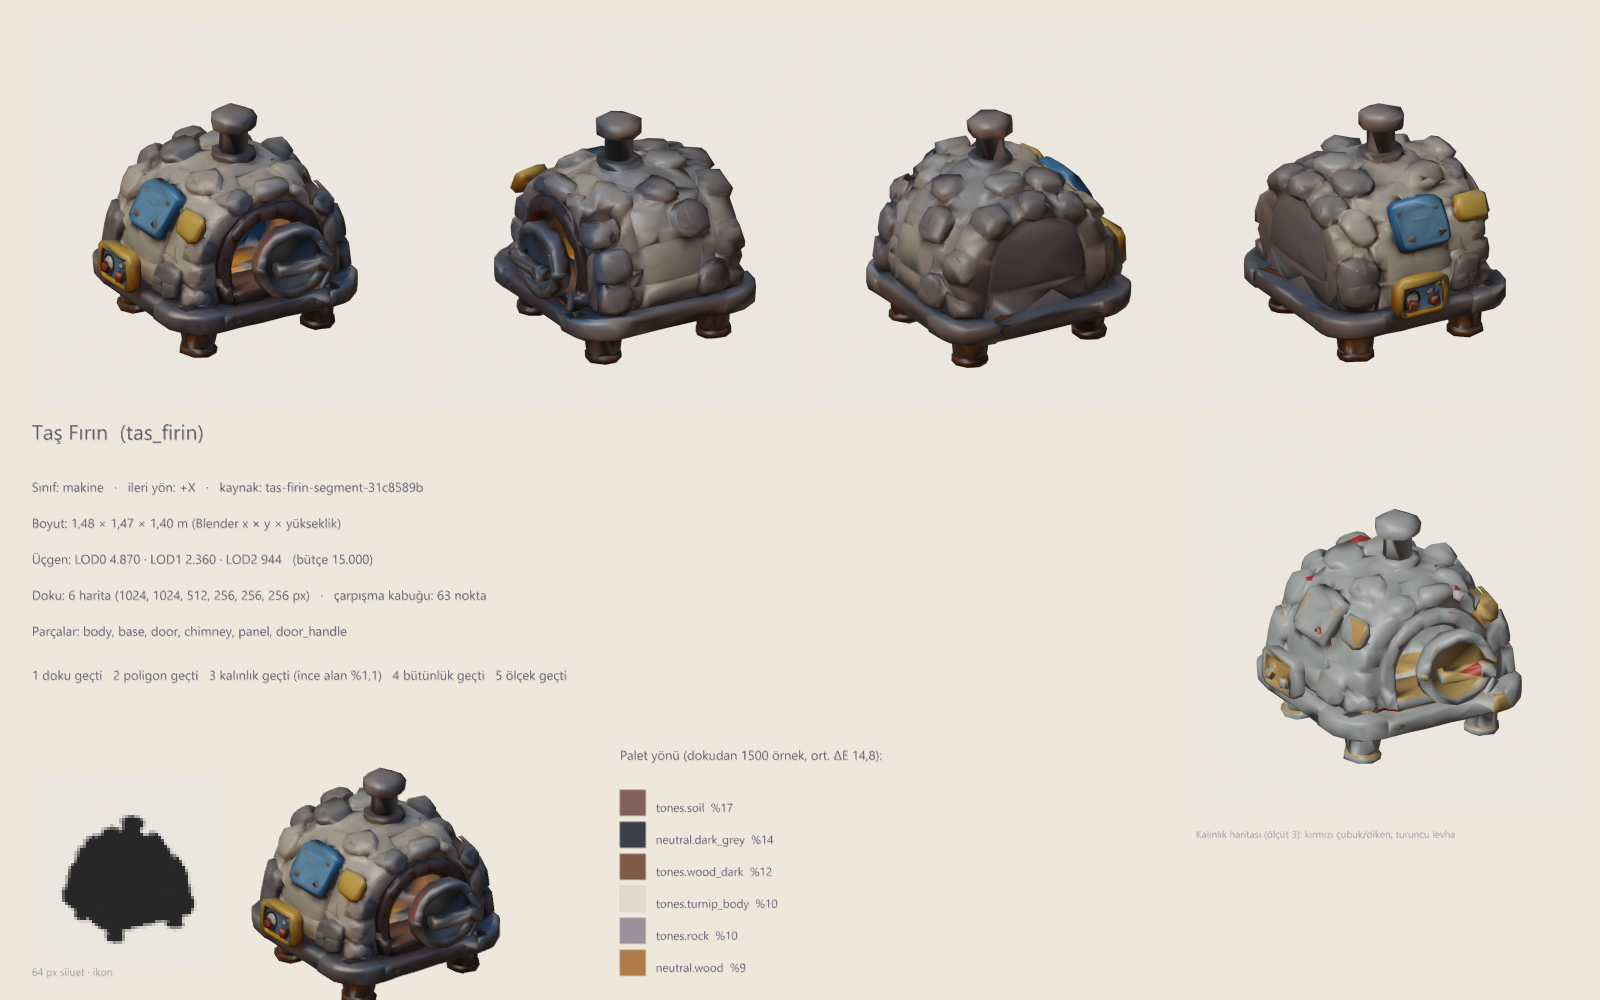 Taş Fırın (tas_firin)
Sınıf: makine · ileri yön: +X · kaynak: tas-firin-segment-31c8589b
Boyut: 1,48 × 1,47 × 1,40 m (Blender x × y × yükseklik)
Üçgen: LOD0 4.870 · LOD1 2.360 · LOD2 944 (bütçe 15.000)
Doku: 6 harita (1024, 1024, 512, 256, 256, 256 px) · çarpışma kabuğu: 63 nokta
Parçalar: body, base, door, chimney, panel, door_handle
1 doku geçti 2 poligon geçti 3 kalınlık geçti (ince alan %1,1) 4 bütünlük geçti 5 ölçek geçti
Palet yönü (dokudan 1500 örnek, ort. ΔE 14,8):
tones.soil %17
neutral.dark_grey %14
tones.wood_dark %12
tones.turnip_body %10
tones.rock %10
neutral.wood %9
Kalınlık haritası (ölçüt 3): kırmızı çubuk/diken, turuncu levha
64 px siluet · ikon